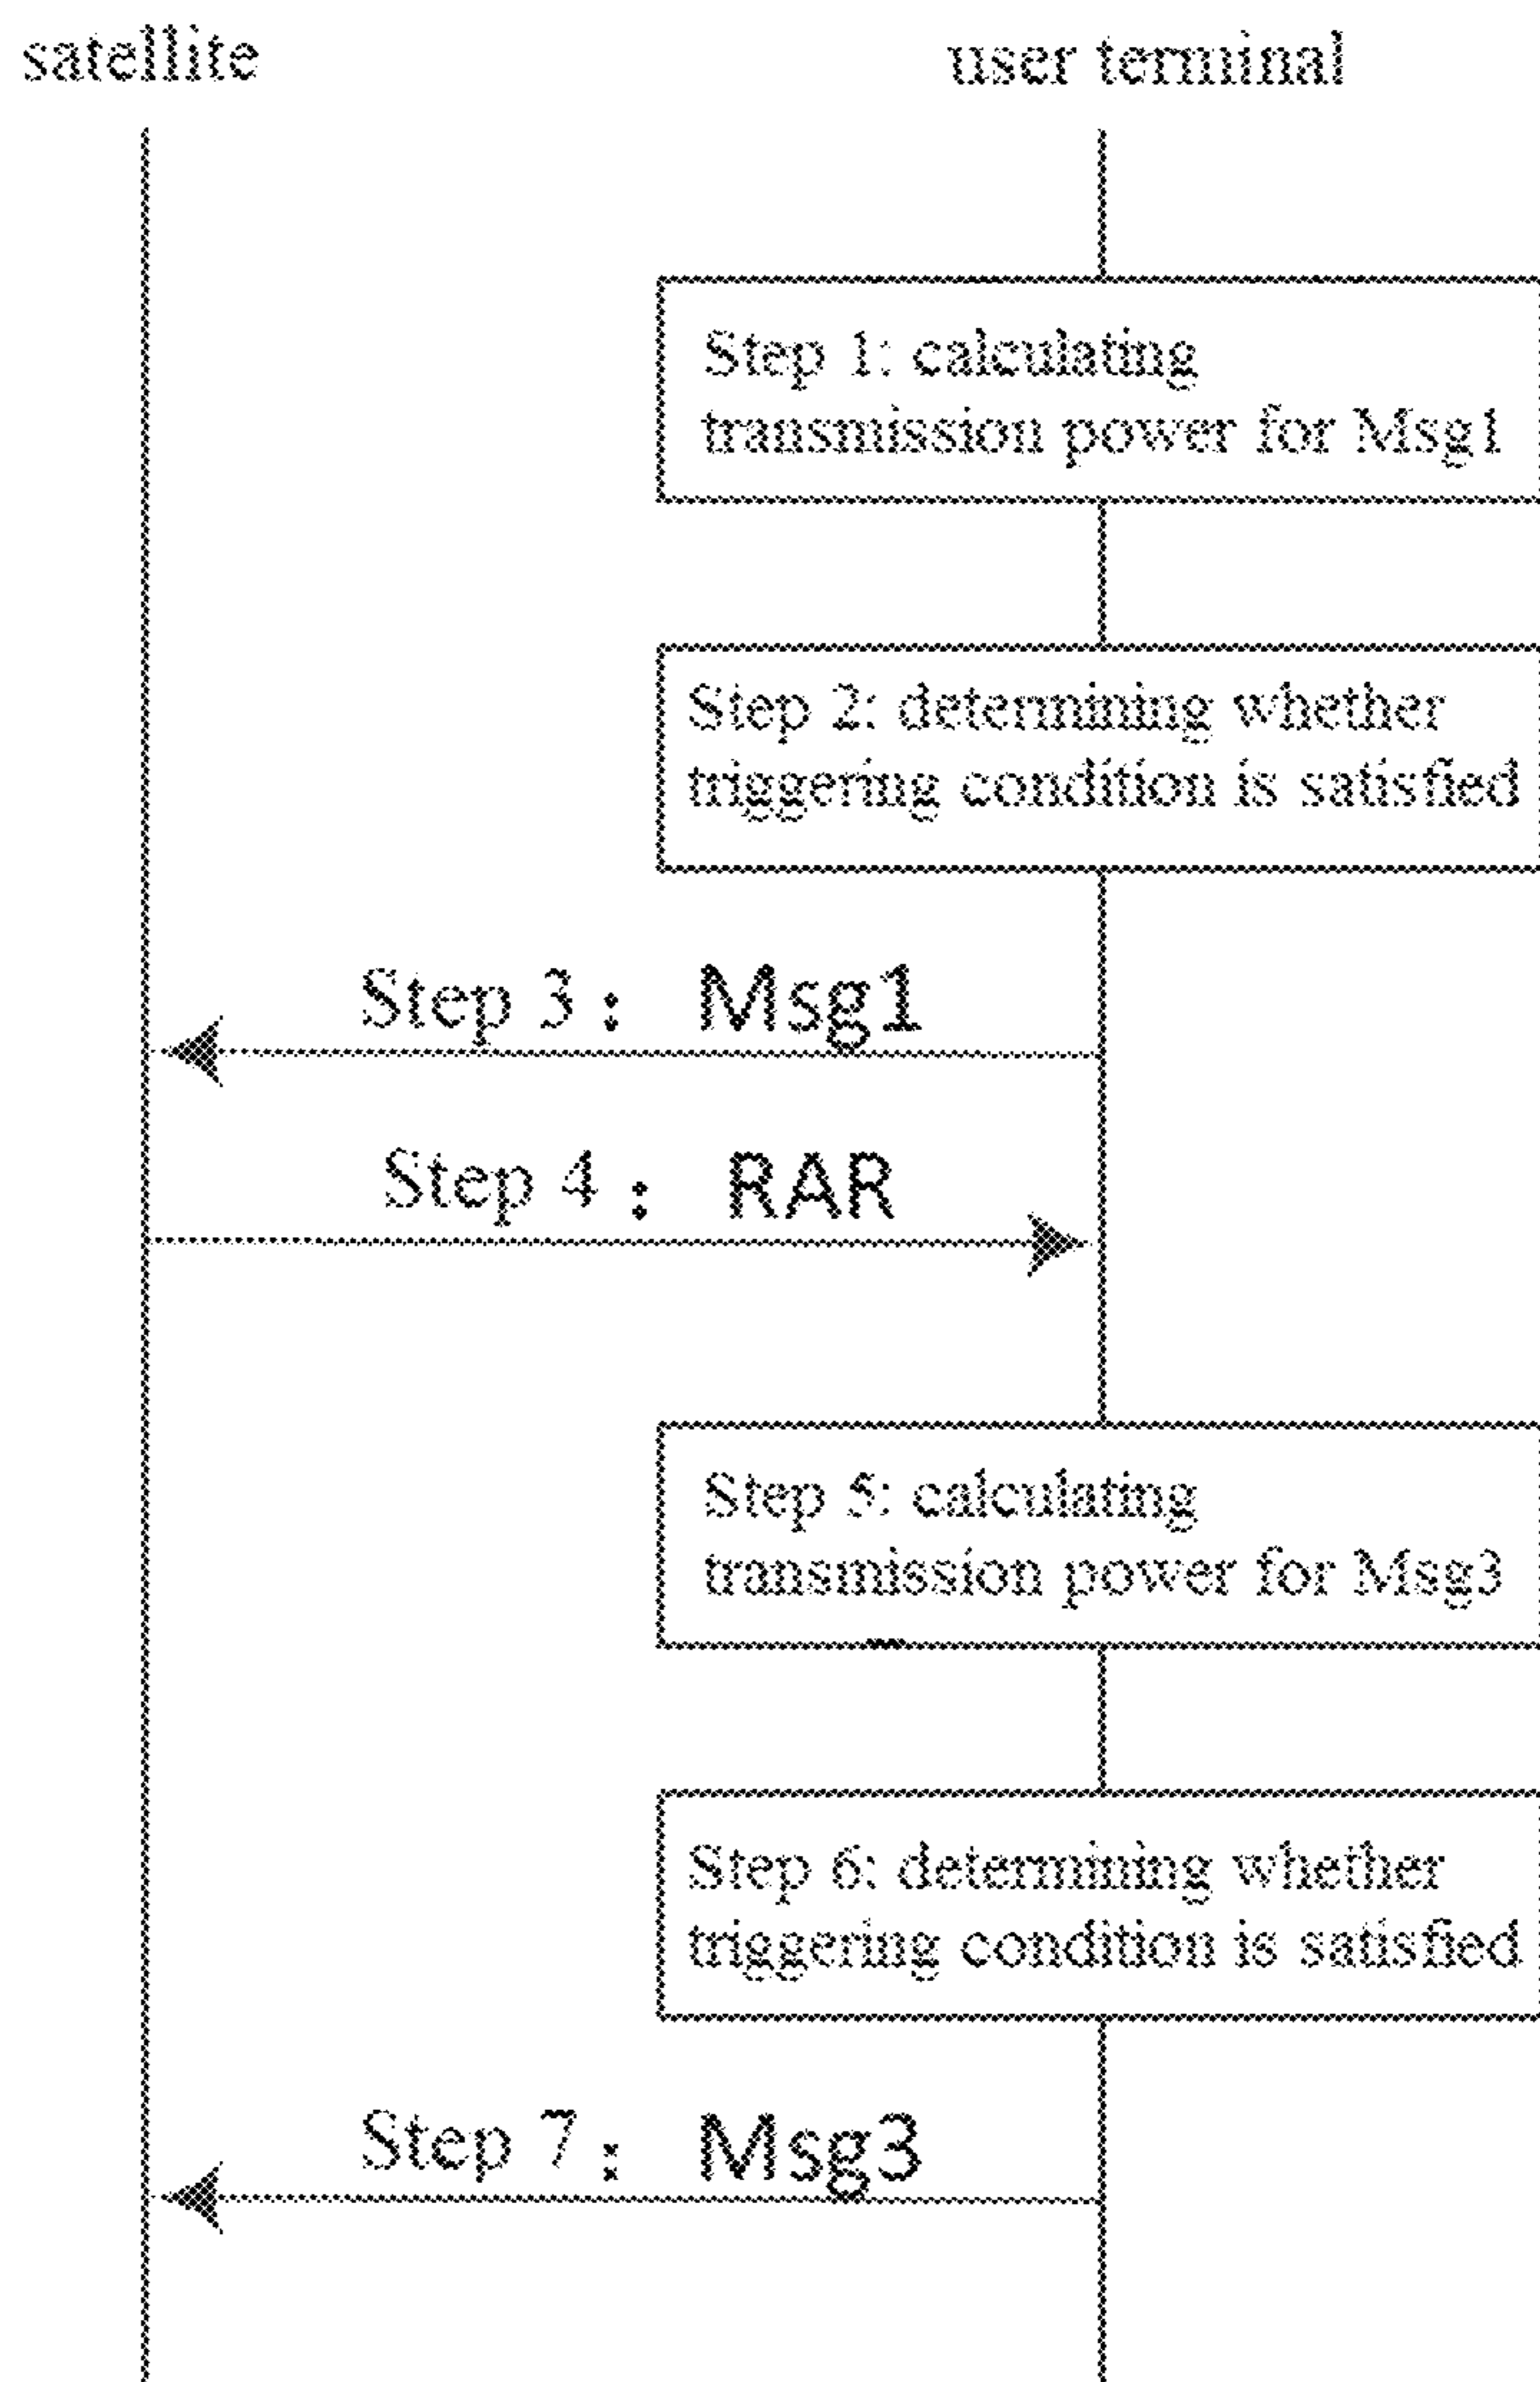 satellite
user terminal
Step 1: calculating
transmission power for Msg1
Step 2: determining whether
triggering condition is satisfied
Step 3: Msg1
Step 4: RAR
Step 5: calculating
transmission power for Msg3
Step 6: determining whether
triggering condition is satisfied
Step 7: Msg3